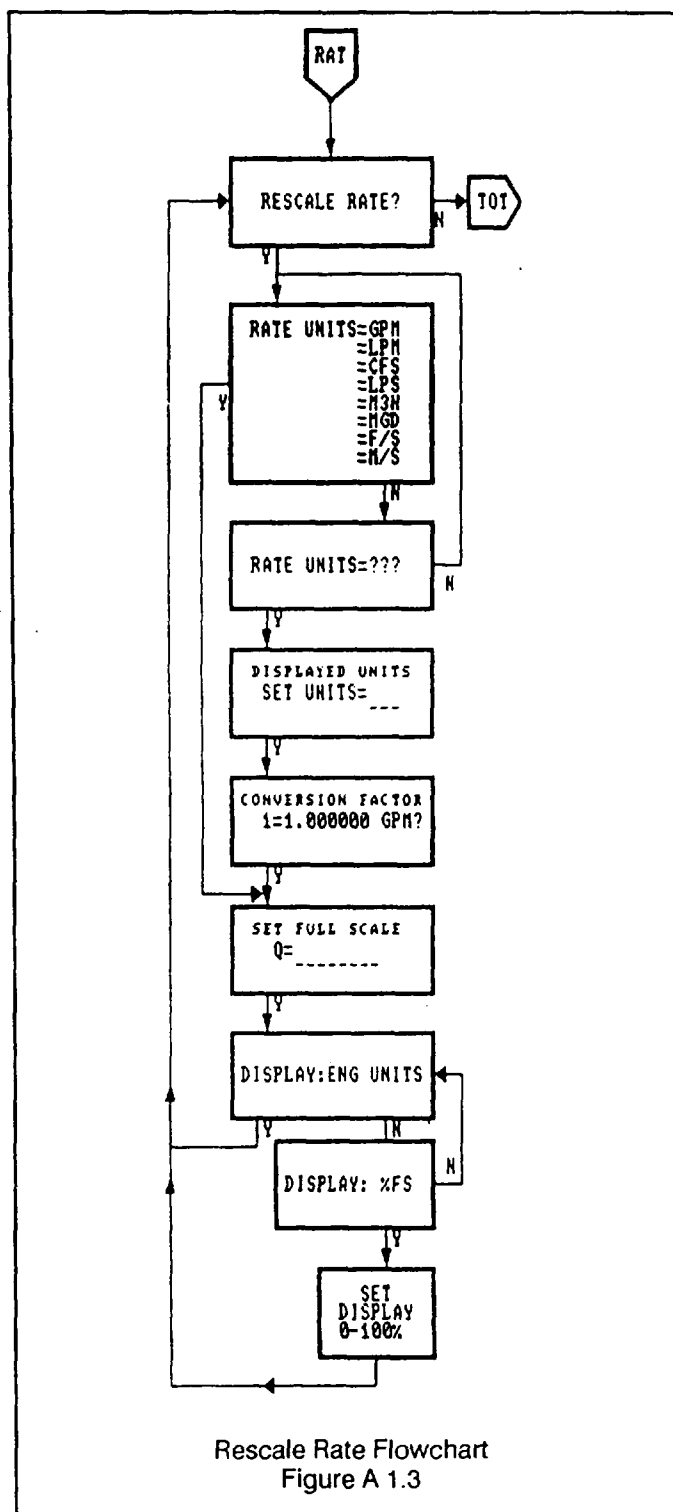 RAT
RESCALE RATE?
N
TOT
Y
RATE UNITS=GPM
=LPM
=CFS
=LPS
=M3H
=MGD
=F/S
=M/S
Y
N
RATE UNITS=???
N
Y
DISPLAYED UNITS
SET UNITS=___
Y
CONVERSION FACTOR
1=1.000000 GPM?
Y
SET FULL SCALE
Q=________
Y
DISPLAY:ENG UNITS
Y
N
DISPLAY: %FS
N
Y
SET
DISPLAY
0-100%
Rescale Rate Flowchart
Figure A 1.3